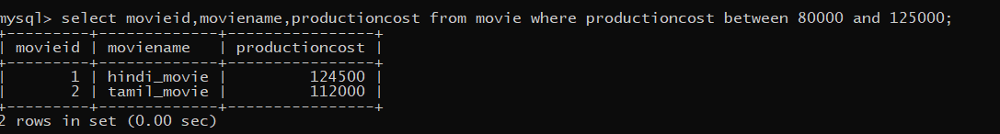 mysql> select movieid,moviename,productioncost from movie where productioncost between 80000 and 125000;
+---------+-------------+----------------+
| movieid | moviename   | productioncost |
+---------+-------------+----------------+
|       1 | hindi_movie |         124500 |
|       2 | tamil_movie |         112000 |
+---------+-------------+----------------+
2 rows in set (0.00 sec)